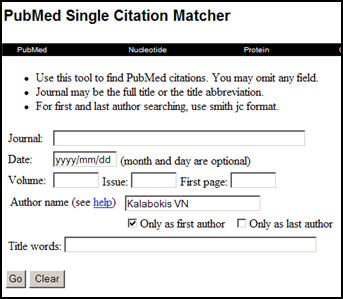 PubMed Single Citation Matcher
PubMed Nucleotide Protein
• Use this tool to find PubMed citations. You may omit any field.
• Journal may be the full title or the title abbreviation.
• For first and last author searching, use smith jc format.
Journal:
Date: yyyy/mm/dd (month and day are optional)
Volume: Issue: First page:
Author name (see help) Kalabokis VN
Only as first author Only as last author
Title words:
Go Clear